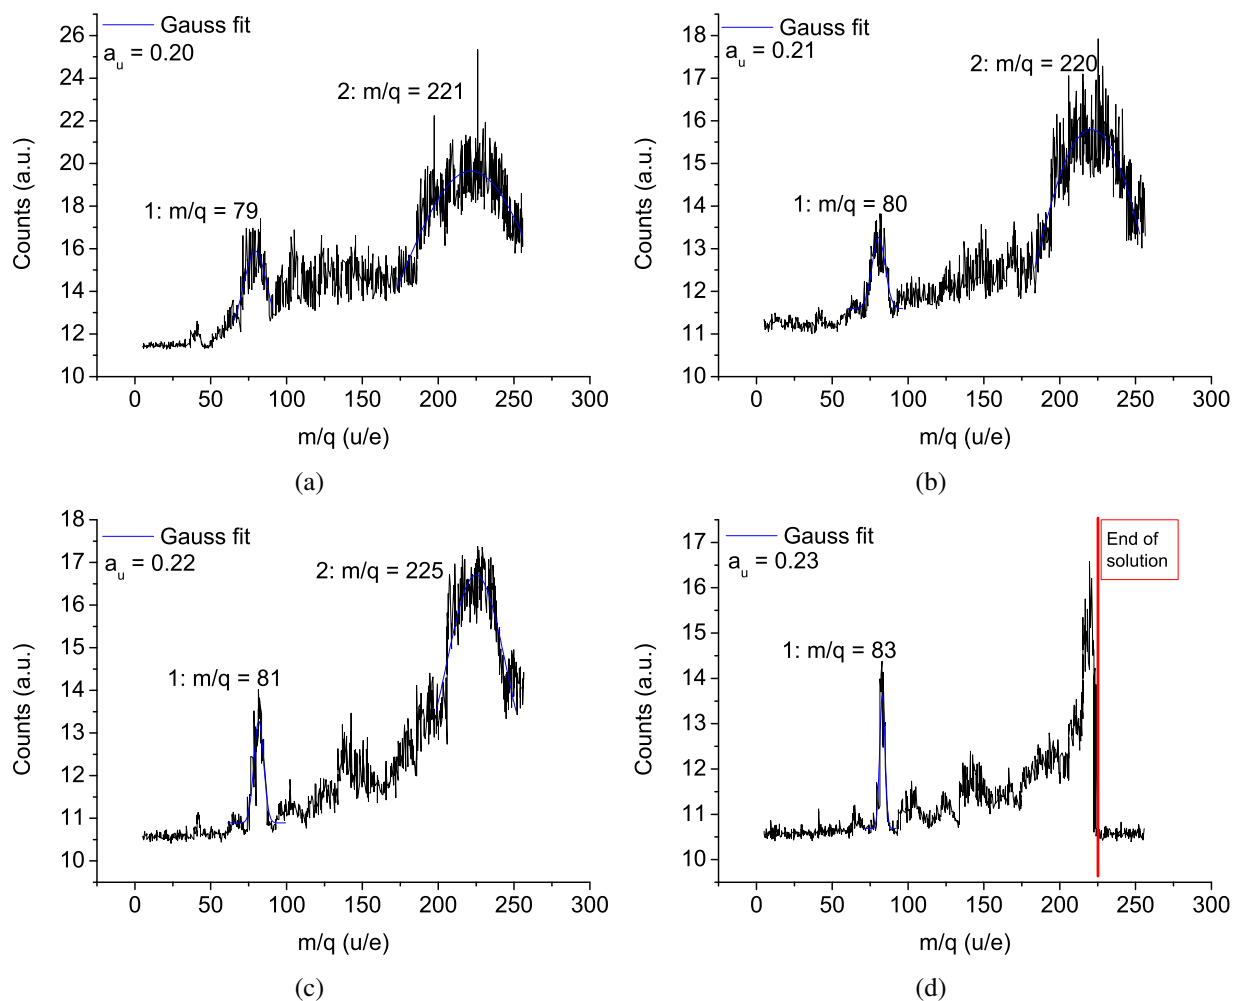 Gauss fit
a_u = 0.20
2: m/q = 221
1: m/q = 79
Counts (a.u.)
26
24
22
20
18
16
14
12
10
0 50 100 150 200 250 300
m/q (u/e)
(a)
Gauss fit
a_u = 0.21
2: m/q = 220
1: m/q = 80
Counts (a.u.)
18
17
16
15
14
13
12
11
10
0 50 100 150 200 250 300
m/q (u/e)
(b)
Gauss fit
a_u = 0.22
2: m/q = 225
1: m/q = 81
Counts (a.u.)
18
17
16
15
14
13
12
11
10
0 50 100 150 200 250 300
m/q (u/e)
(c)
Gauss fit
a_u = 0.23
End of
solution
1: m/q = 83
Counts (a.u.)
17
16
15
14
13
12
11
10
0 50 100 150 200 250 300
m/q (u/e)
(d)